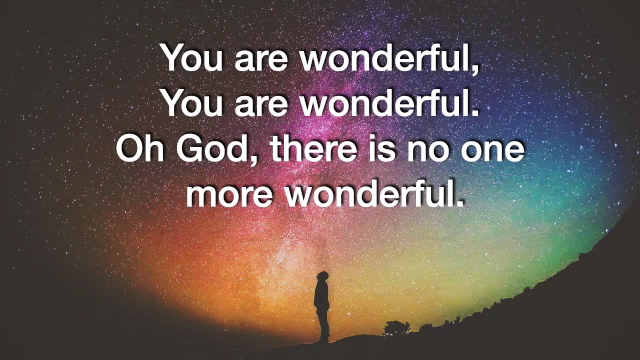 You are wonderful,
You are wonderful.
Oh God, there is no one
more wonderful.